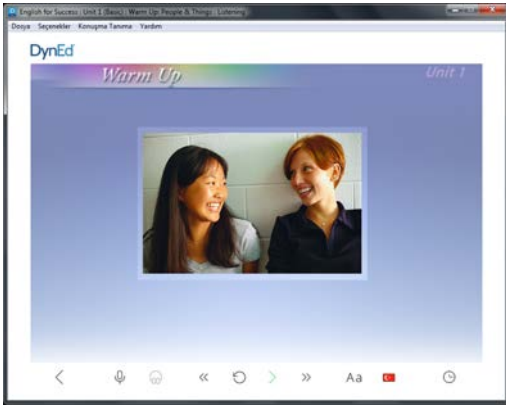 English for Success : Unit 1 (Basic) : Warm Up: People & Things : Listening
Dosya Seçenekler Konuşma Tanıma Yardım
DynEd
Warm Up
Unit 1
Aa